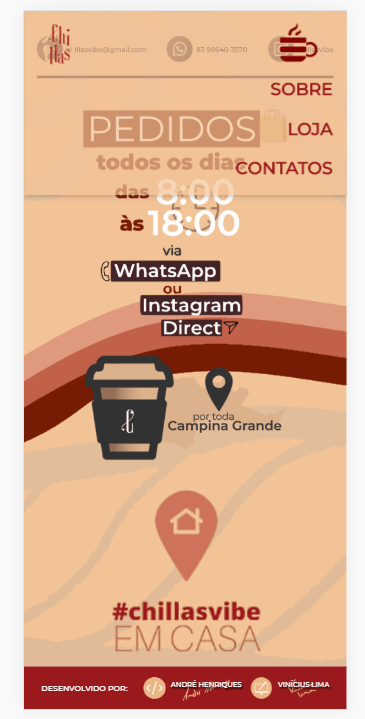 Chi
llas
illasvibe@gmail.com
83 99640-3570
SOBRE
PEDIDOS
LOJA
todos os dias
CONTATOS
das 8:00
às 18:00
via
WhatsApp
ou
Instagram
Direct
por toda
Campina Grande
#chillasvibe
EM CASA
DESENVOLVIDO POR:
ANDRÉ HENRIQUES
VINÍCIUS LIMA